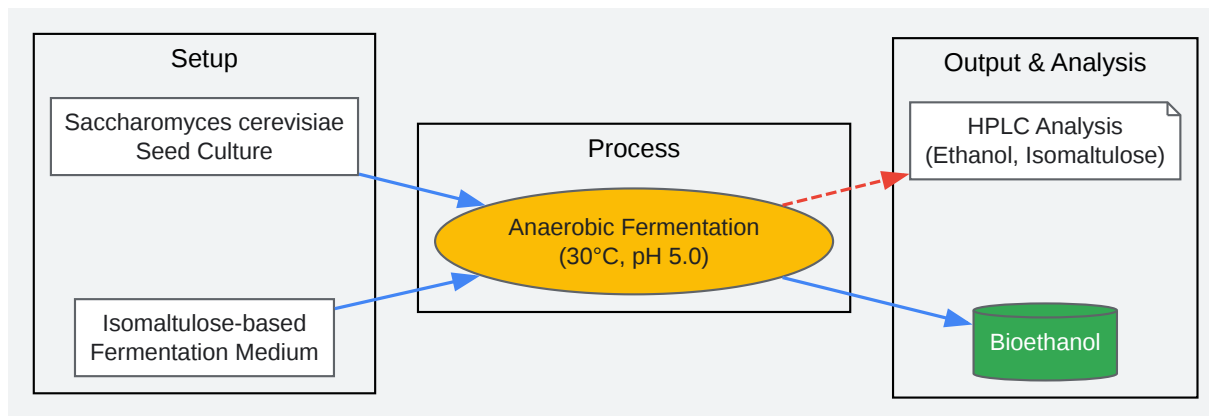 Setup
Saccharomyces cerevisiae
Seed Culture
Isomaltulose-based
Fermentation Medium
Process
Anaerobic Fermentation
(30°C, pH 5.0)
Output & Analysis
HPLC Analysis
(Ethanol, Isomaltulose)
Bioethanol